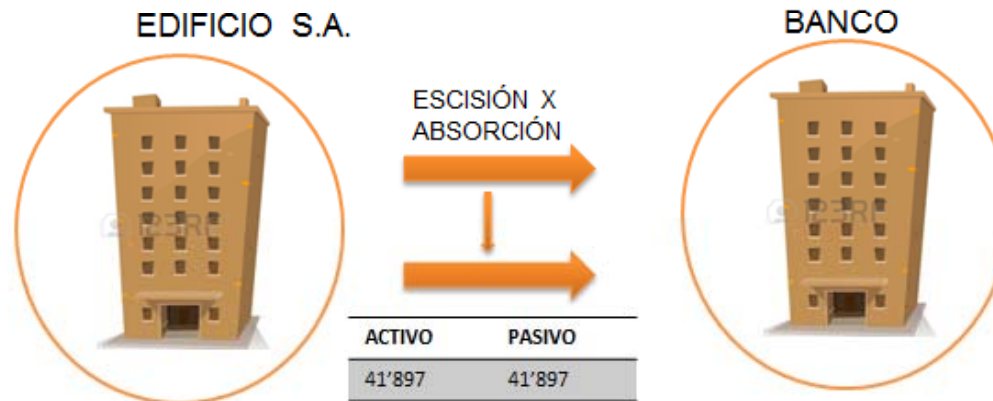 EDIFICIO S.A.
BANCO
ESCISIÓN X
ABSORCIÓN
ACTIVO PASIVO
41'897 41'897